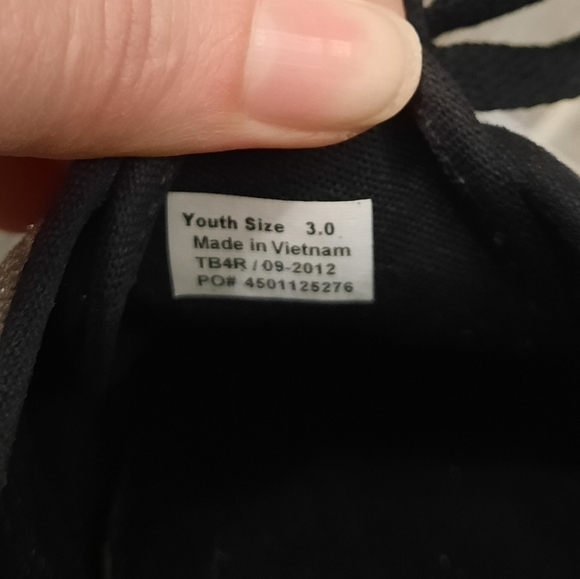 Youth Size 3.0
Made in Vietnam
TB4R / 09-2012
PO# 4501125276